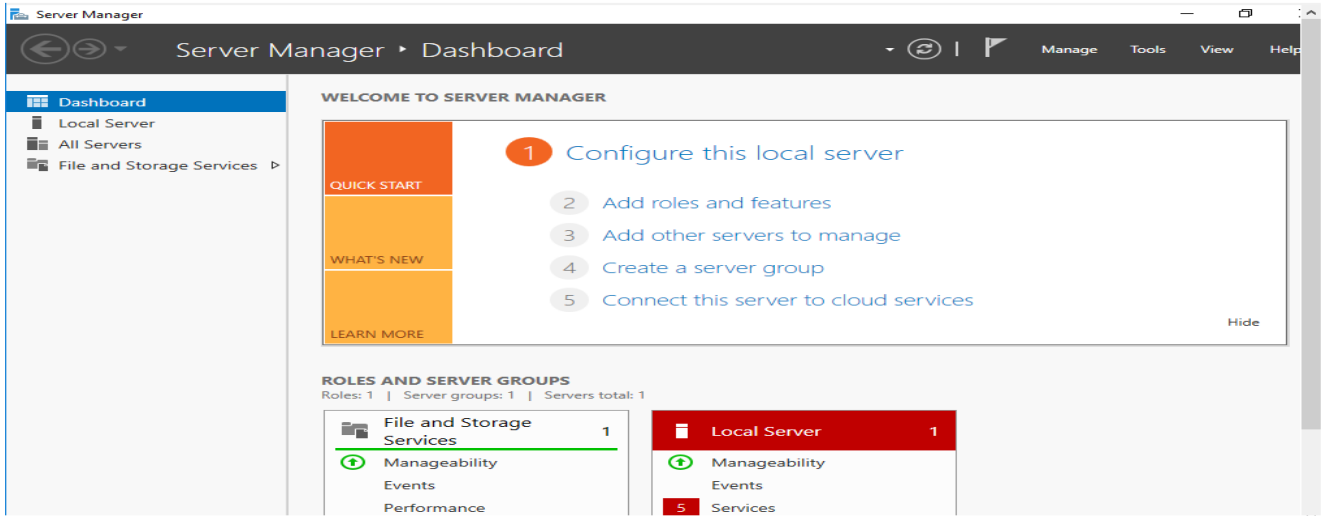 Server Manager
Server Manager ‣ Dashboard
Manage Tools View Help
Dashboard
Local Server
All Servers
File and Storage Services
WELCOME TO SERVER MANAGER
QUICK START
WHAT'S NEW
LEARN MORE
1 Configure this local server
2 Add roles and features
3 Add other servers to manage
4 Create a server group
5 Connect this server to cloud services
Hide
ROLES AND SERVER GROUPS
Roles: 1 | Server groups: 1 | Servers total: 1
File and Storage
Services 1
Manageability
Events
Performance
Local Server 1
Manageability
Events
5 Services